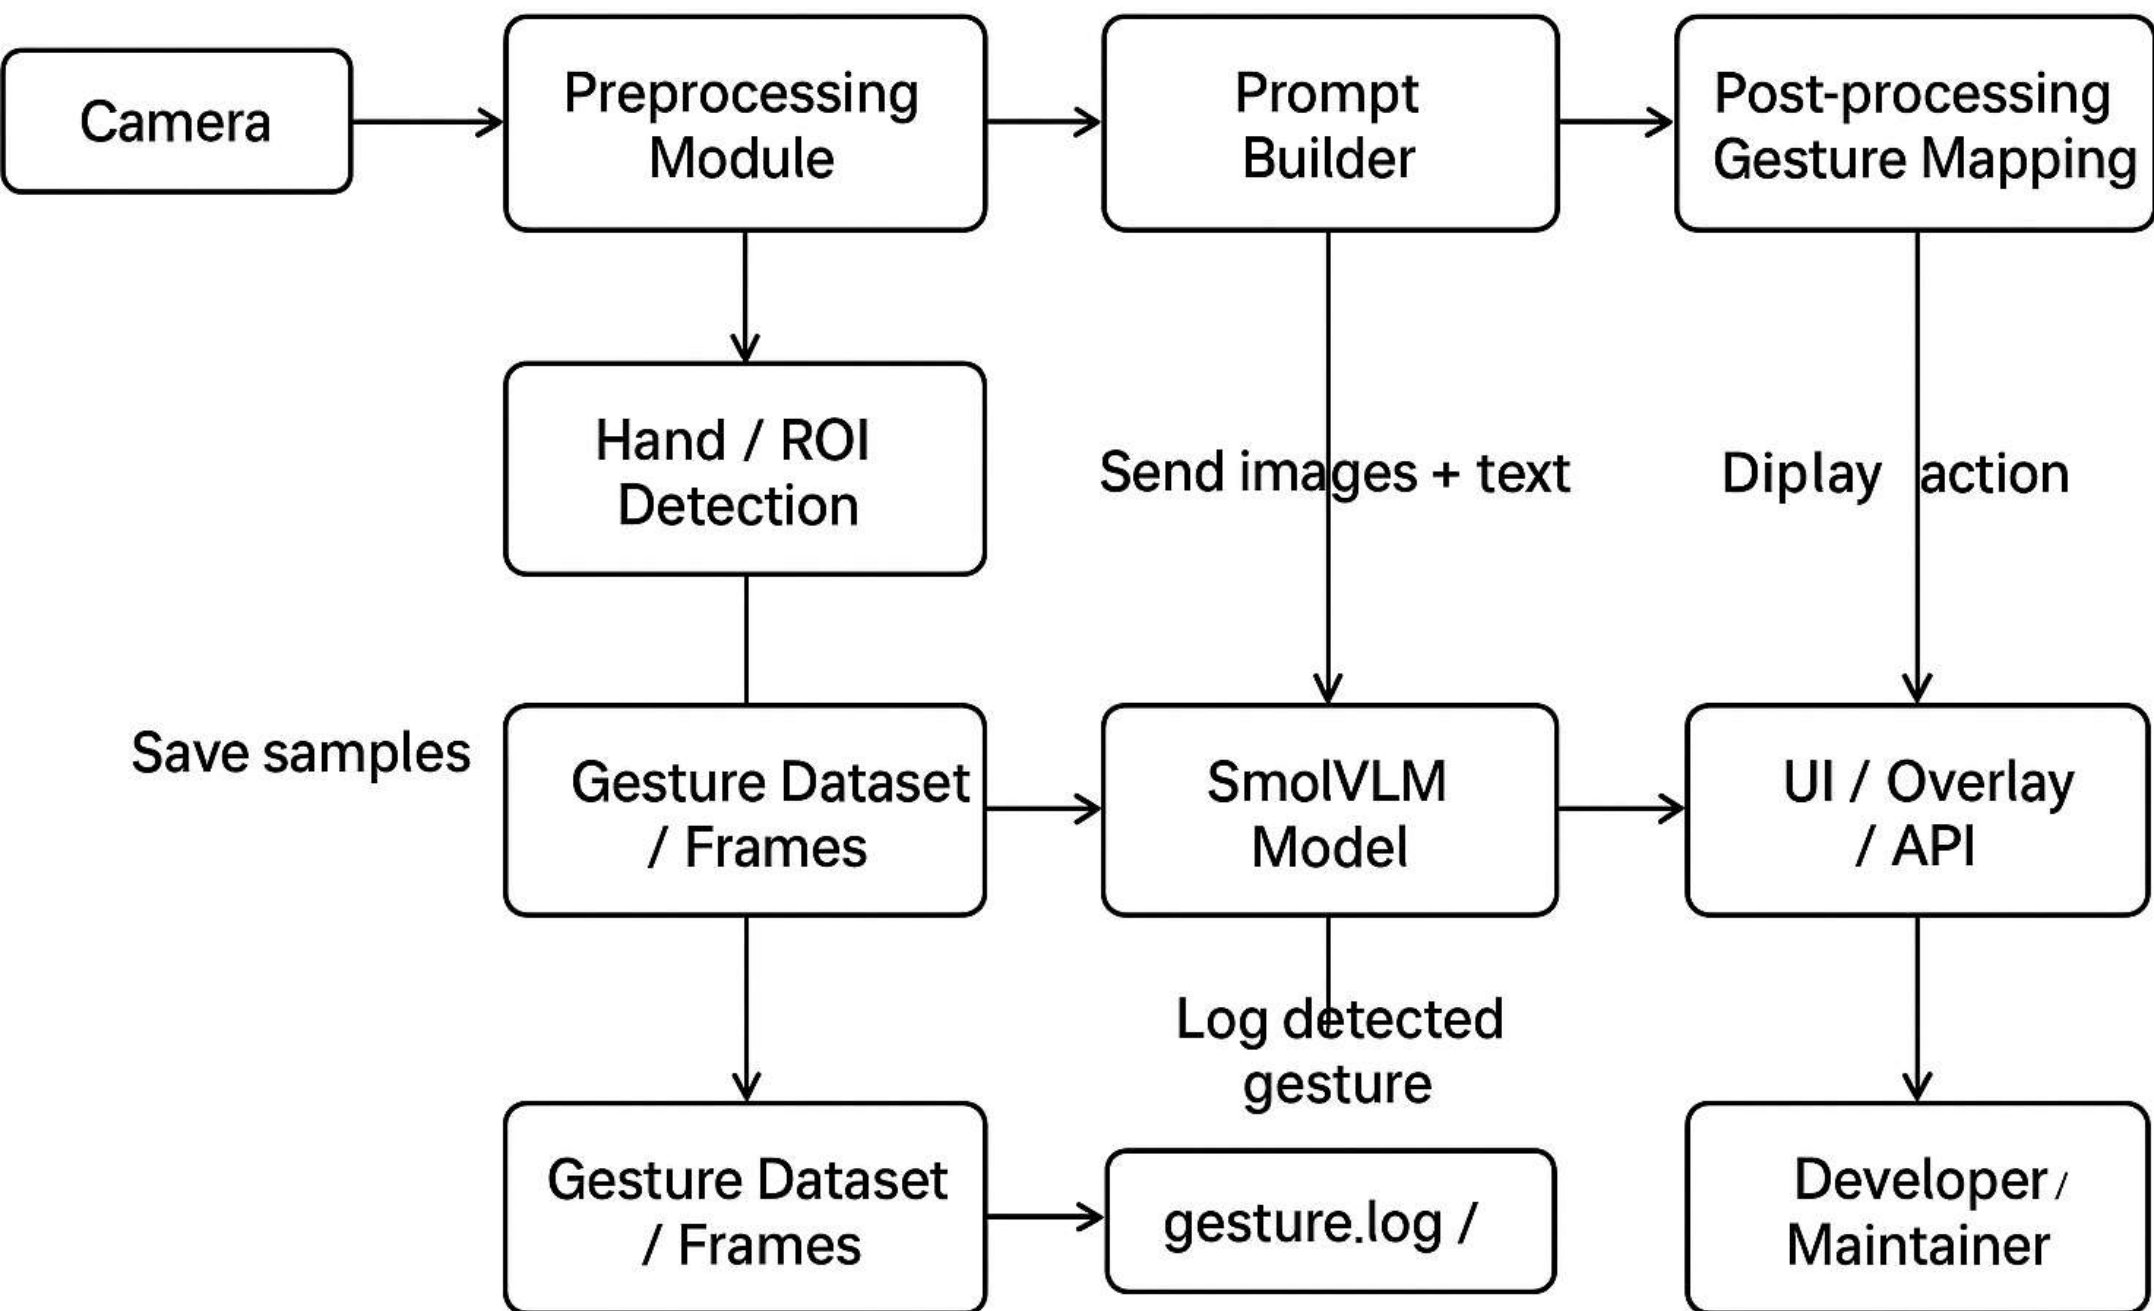 Camera
Preprocessing
Module
Prompt
Builder
Post-processing
Gesture Mapping
Hand / ROI
Detection
Send images + text
Diplay action
Save samples
Gesture Dataset
/ Frames
SmolVLM
Model
UI / Overlay
/ API
Log detected
gesture
Gesture Dataset
/ Frames
gesture.log /
Developer /
Maintainer